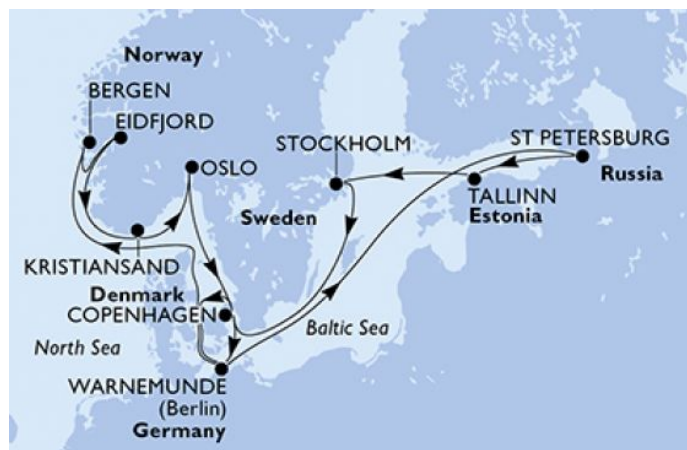 Norway
BERGEN
EIDFJORD
ST PETERSBURG
STOCKHOLM
OSLO
Russia
TALLINN
Estonia
Sweden
KRISTIANSAND
Denmark
COPENHAGEN
Baltic Sea
North Sea
WARNEMUNDE
(Berlin)
Germany